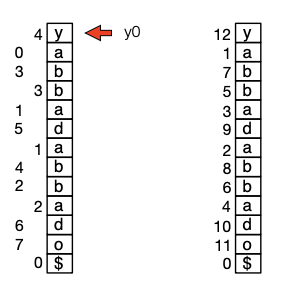 4 y y0 12 y
0 a 1 a
3 b 7 b
3 b 5 b
1 a 3 a
5 d 9 d
1 a 2 a
4 b 8 b
2 b 6 b
2 a 4 a
6 d 10 d
7 o 11 o
0 $ 0 $